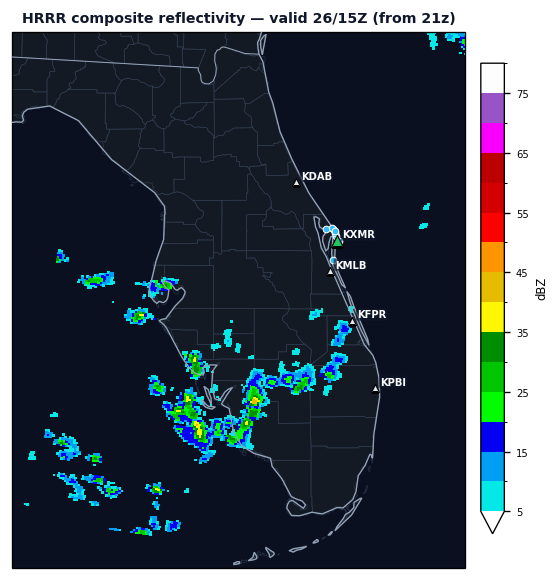 HRRR composite reflectivity — valid 26/15Z (from 21z)
KDAB
KXMR
KMLB
KFPR
KPBI
75
65
55
45
35
25
15
5
dBZ